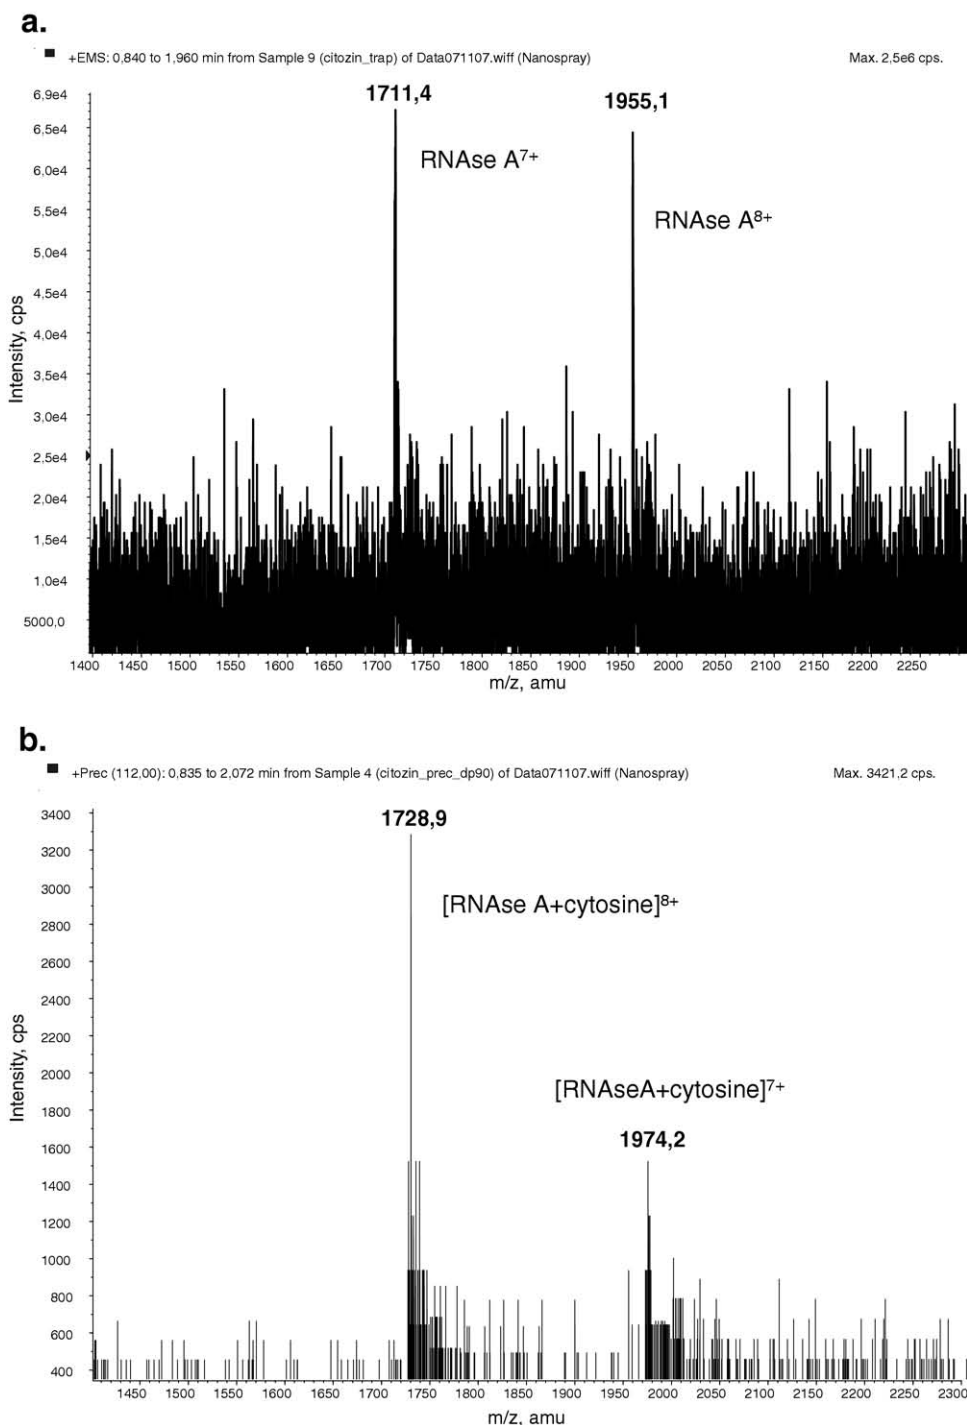 a.
+EMS: 0,840 to 1,960 min from Sample 9 (citozin_trap) of Data071107.wiff (Nanospray) Max. 2,5e6 cps.
6,9e4
6,5e4
6,0e4
5,5e4
5,0e4
4,5e4
4,0e4
3,5e4
3,0e4
2,5e4
2,0e4
1,5e4
1,0e4
5000,0
Intensity, cps
1711,4
RNAse A7+
1955,1
RNAse A8+
1400 1450 1500 1550 1600 1650 1700 1750 1800 1850 1900 1950 2000 2050 2100 2150 2200 2250
m/z, amu
b.
+Prec (112,00): 0,835 to 2,072 min from Sample 4 (citozin_prec_dp90) of Data071107.wiff (Nanospray) Max. 3421,2 cps.
3400
3200
3000
2800
2600
2400
2200
2000
1800
1600
1400
1200
1000
800
600
400
Intensity, cps
1728,9
[RNAse A+cytosine]8+
[RNAseA+cytosine]7+
1974,2
1450 1500 1550 1600 1650 1700 1750 1800 1850 1900 1950 2000 2050 2100 2150 2200 2250 2300
m/z, amu